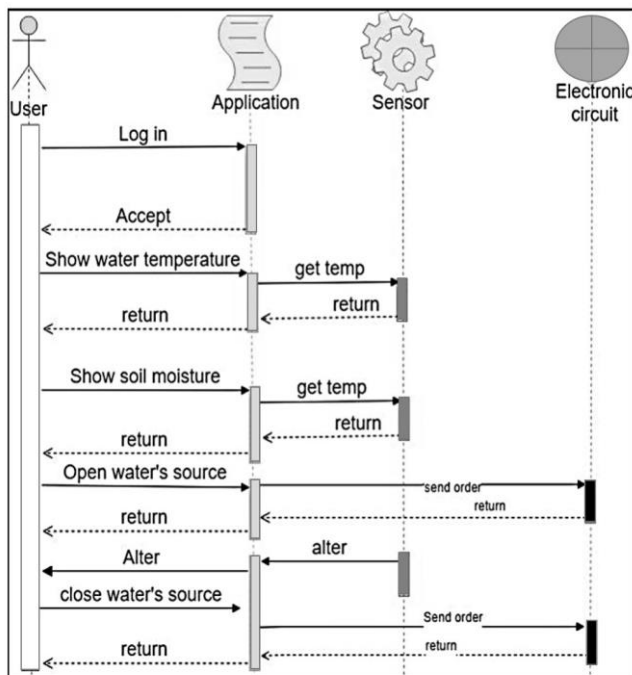 User
Application
Sensor
Electronic
circuit
Log in
Accept
Show water temperature
get temp
return
return
Show soil moisture
get temp
return
return
Open water's source
send order
return
return
Alter
alter
close water's source
Send order
return
return